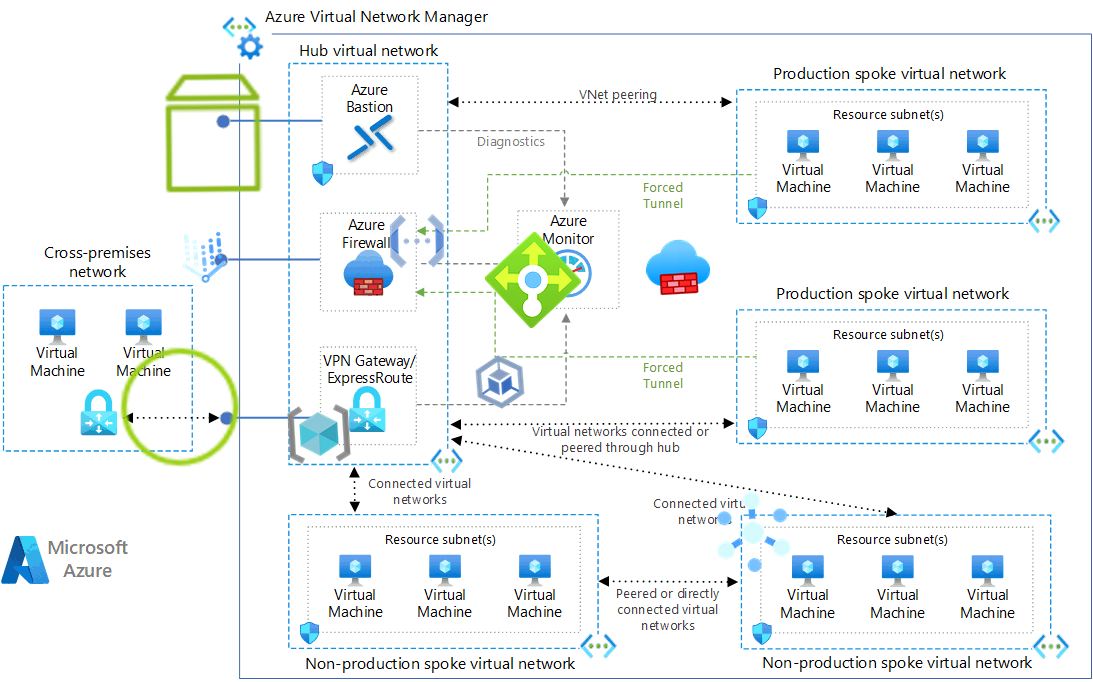 Azure Virtual Network Manager
Hub virtual network
Azure
Bastion
VNet peering
Production spoke virtual network
Resource subnet(s)
Virtual
Machine
Virtual
Machine
Virtual
Machine
Diagnostics
Forced
Tunnel
Azure
Firewall
Azure
Monitor
Cross-premises
network
Virtual
Machine
Virtual
Machine
Production spoke virtual network
Resource subnet(s)
Virtual
Machine
Virtual
Machine
Virtual
Machine
VPN Gateway/
ExpressRoute
Forced
Tunnel
Virtual networks connected or
peered through hub
Connected virtual
networks
Connected
Microsoft
Azure
Resource subnet(s)
Virtual
Machine
Virtual
Machine
Virtual
Machine
Non-production spoke virtual network
Peered or directly
connected virtual
networks
Resource subnet(s)
Virtual
Machine
Virtual
Machine
Virtual
Machine
Non-production spoke virtual network